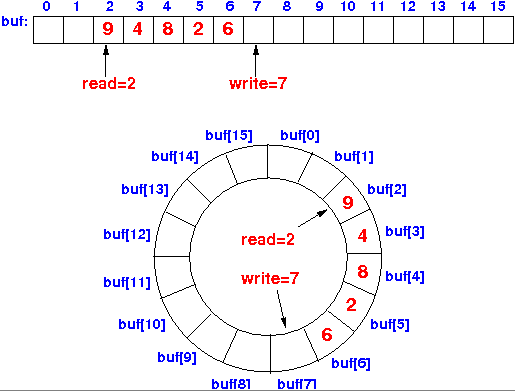 0 1 2 3 4 5 6 7 8 9 10 11 12 13 14 15
buf: 9 4 8 2 6
read=2 write=7
buf[15] buf[0]
buf[14] buf[1]
buf[13] 9 buf[2]
buf[12] read=2 4 buf[3]
write=7 8 buf[4]
buf[11] 2
buf[10] 6 buf[5]
buf[9] buf[6]
buf[8] buf[7]